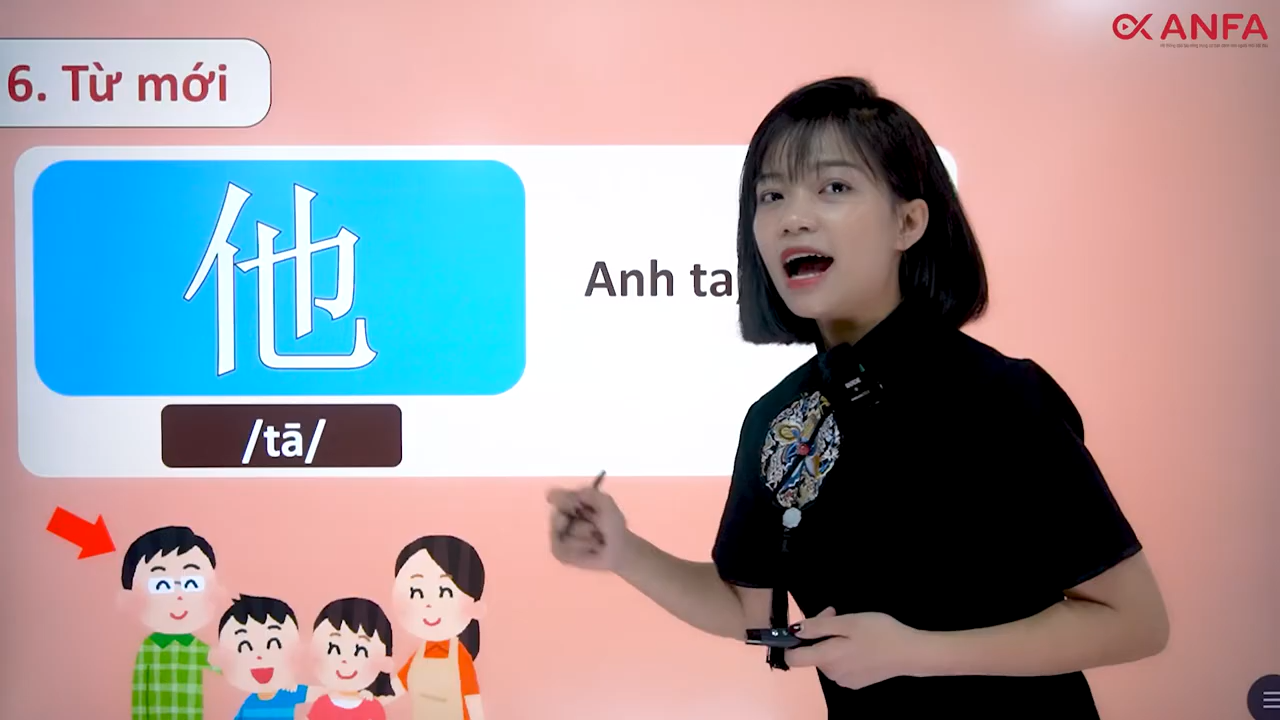 ANFA
6. Từ mới
他
Anh ta,
/tā/